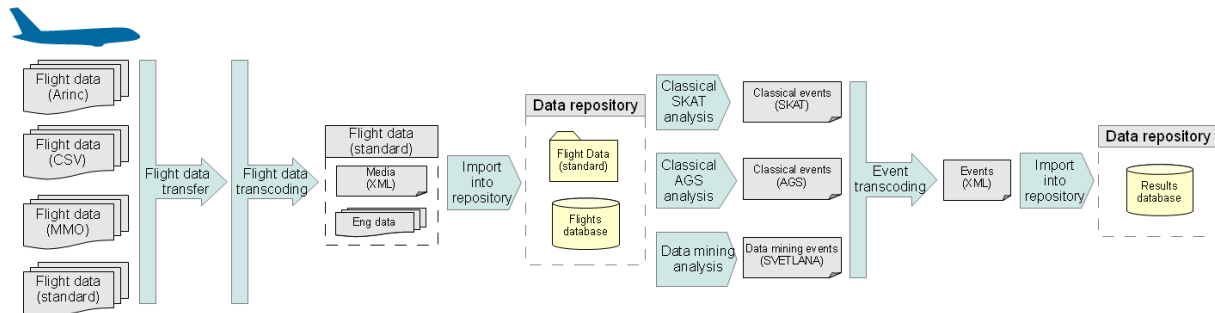 Flight data
(Arinc)
Flight data
(CSV)
Flight data
(MMO)
Flight data
(standard)
Flight data
transfer
Flight data
transcoding
Flight data
(standard)
Media
(XML)
Eng data
Import
into
repository
Data repository
Flight Data
(standard)
Flights
database
Classical
SKAT
analysis
Classical
AGS
analysis
Data mining
analysis
Classical events
(SKAT)
Classical events
(AGS)
Data mining events
(SVETLANA)
Event
transcoding
Events
(XML)
Import
into
repository
Data repository
Results
database